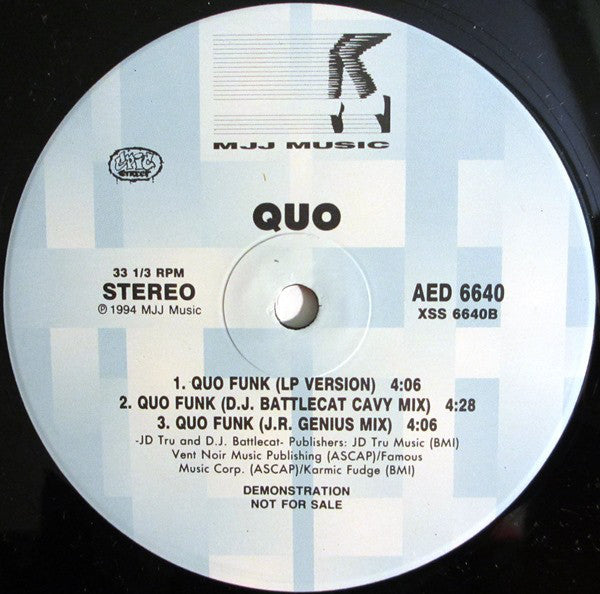 MJJ MUSIC
EPIC
STREET
QUO
33 1/3 RPM
STEREO
℗ 1994 MJJ Music
AED 6640
XSS 6640B
1. QUO FUNK (LP VERSION) 4:06
2. QUO FUNK (D.J. BATTLECAT CAVY MIX) 4:28
3. QUO FUNK (J.R. GENIUS MIX) 4:06
-JD Tru and D.J. Battlecat- Publishers: JD Tru Music (BMI)
Vent Noir Music Publishing (ASCAP)/Famous
Music Corp. (ASCAP)/Karmic Fudge (BMI)
DEMONSTRATION
NOT FOR SALE